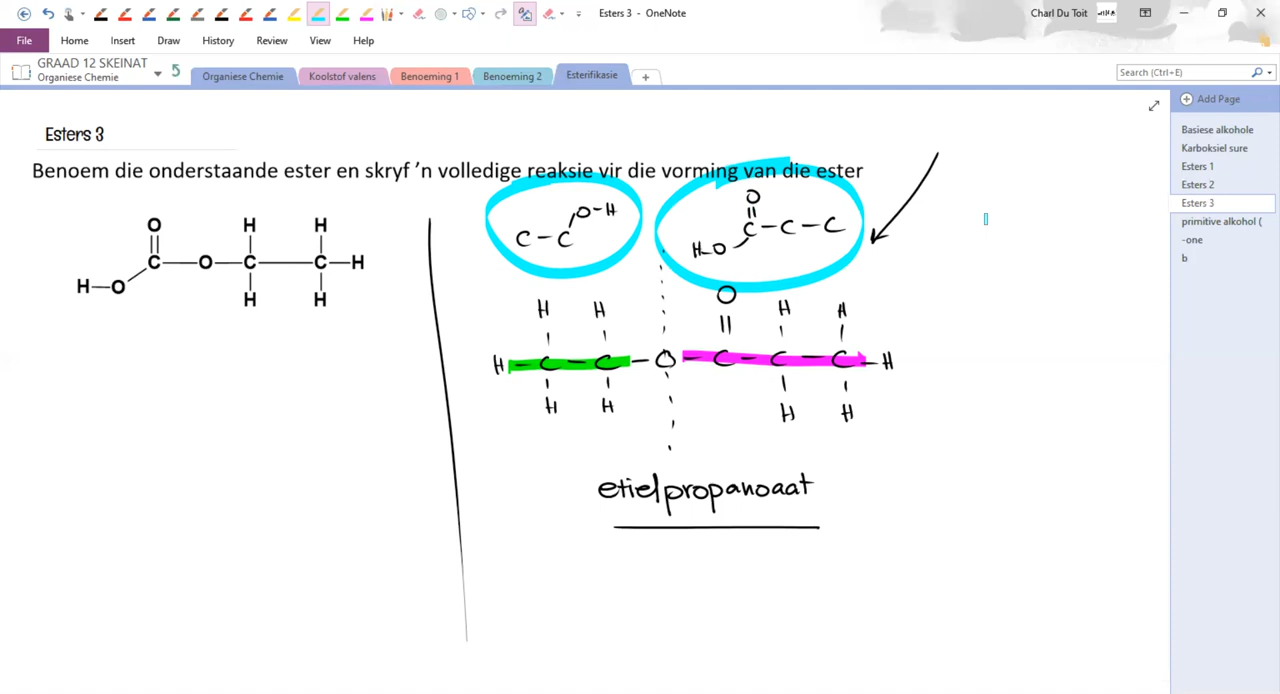 Esters 3 - OneNote
Charl Du Toit
File Home Insert Draw History Review View Help
GRAAD 12 SKEINAT
Organiese Chemie
Organiese Chemie Koolstof valens Benoeming 1 Benoeming 2 Esterifikasie +
Search (Ctrl+E)
Add Page
Basiese alkohole
Karboksiel sure
Esters 1
Esters 2
Esters 3
primitive alkohol (
-one
b
Esters 3
Benoem die onderstaande ester en skryf 'n volledige reaksie vir die vorming van die ester
O H H
C O C C H
H O H H
O-H
C - C
O
C - C - C
H-O
O
H H H H
H - C - C - O - C - C - C - H
H H H H
etielpropanoaat